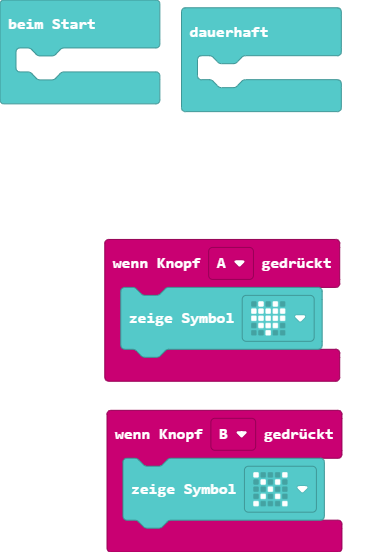 beim Start
dauerhaft
wenn Knopf A gedrückt
zeige Symbol
wenn Knopf B gedrückt
zeige Symbol